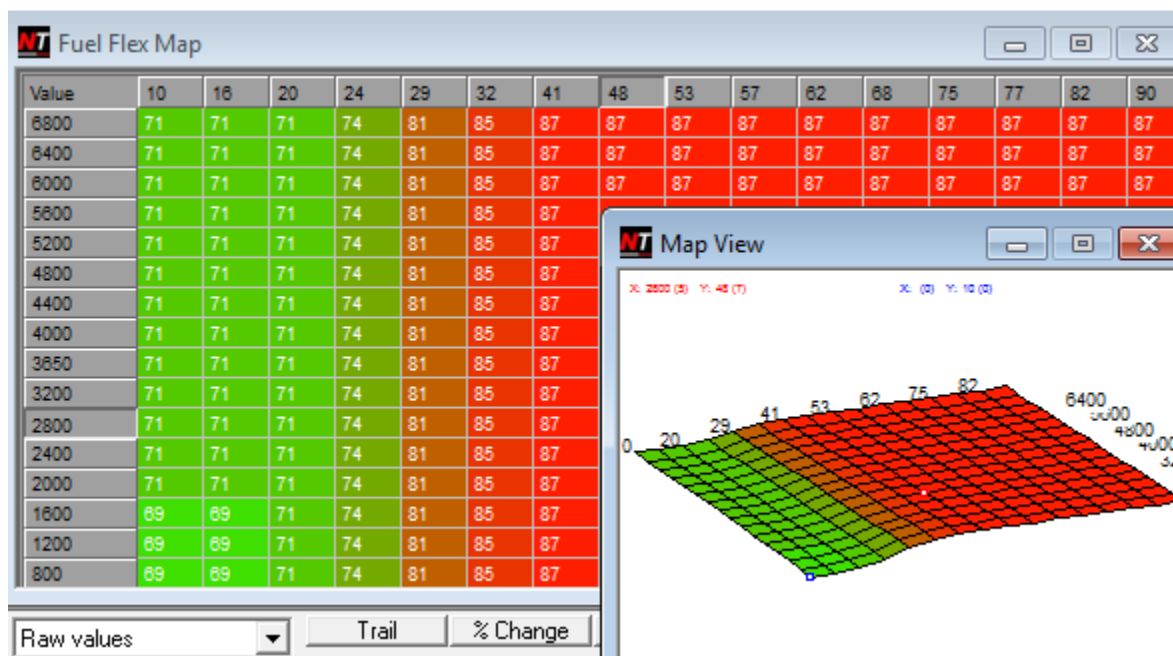 NT Fuel Flex Map
Value 10 16 20 24 29 32 41 48 53 57 62 68 75 77 82 90
6800 71 71 71 74 81 85 87 87 87 87 87 87 87 87 87 87
6400 71 71 71 74 81 85 87 87 87 87 87 87 87 87 87 87
6000 71 71 71 74 81 85 87 87 87 87 87 87 87 87 87 87
5600 71 71 71 74 81 85 87
5200 71 71 71 74 81 85 87
4800 71 71 71 74 81 85 87
4400 71 71 71 74 81 85 87
4000 71 71 71 74 81 85 87
3650 71 71 71 74 81 85 87
3200 71 71 71 74 81 85 87
2800 71 71 71 74 81 85 87
2400 71 71 71 74 81 85 87
2000 71 71 71 74 81 85 87
1600 69 69 71 74 81 85 87
1200 69 69 71 74 81 85 87
800 69 69 71 74 81 85 87
Raw values Trail % Change
NT Map View
X: 2800 (5) Y: 48 (7) X: (0) Y: 10 (0)
0 20 29 41 53 62 75 82
6400
4800